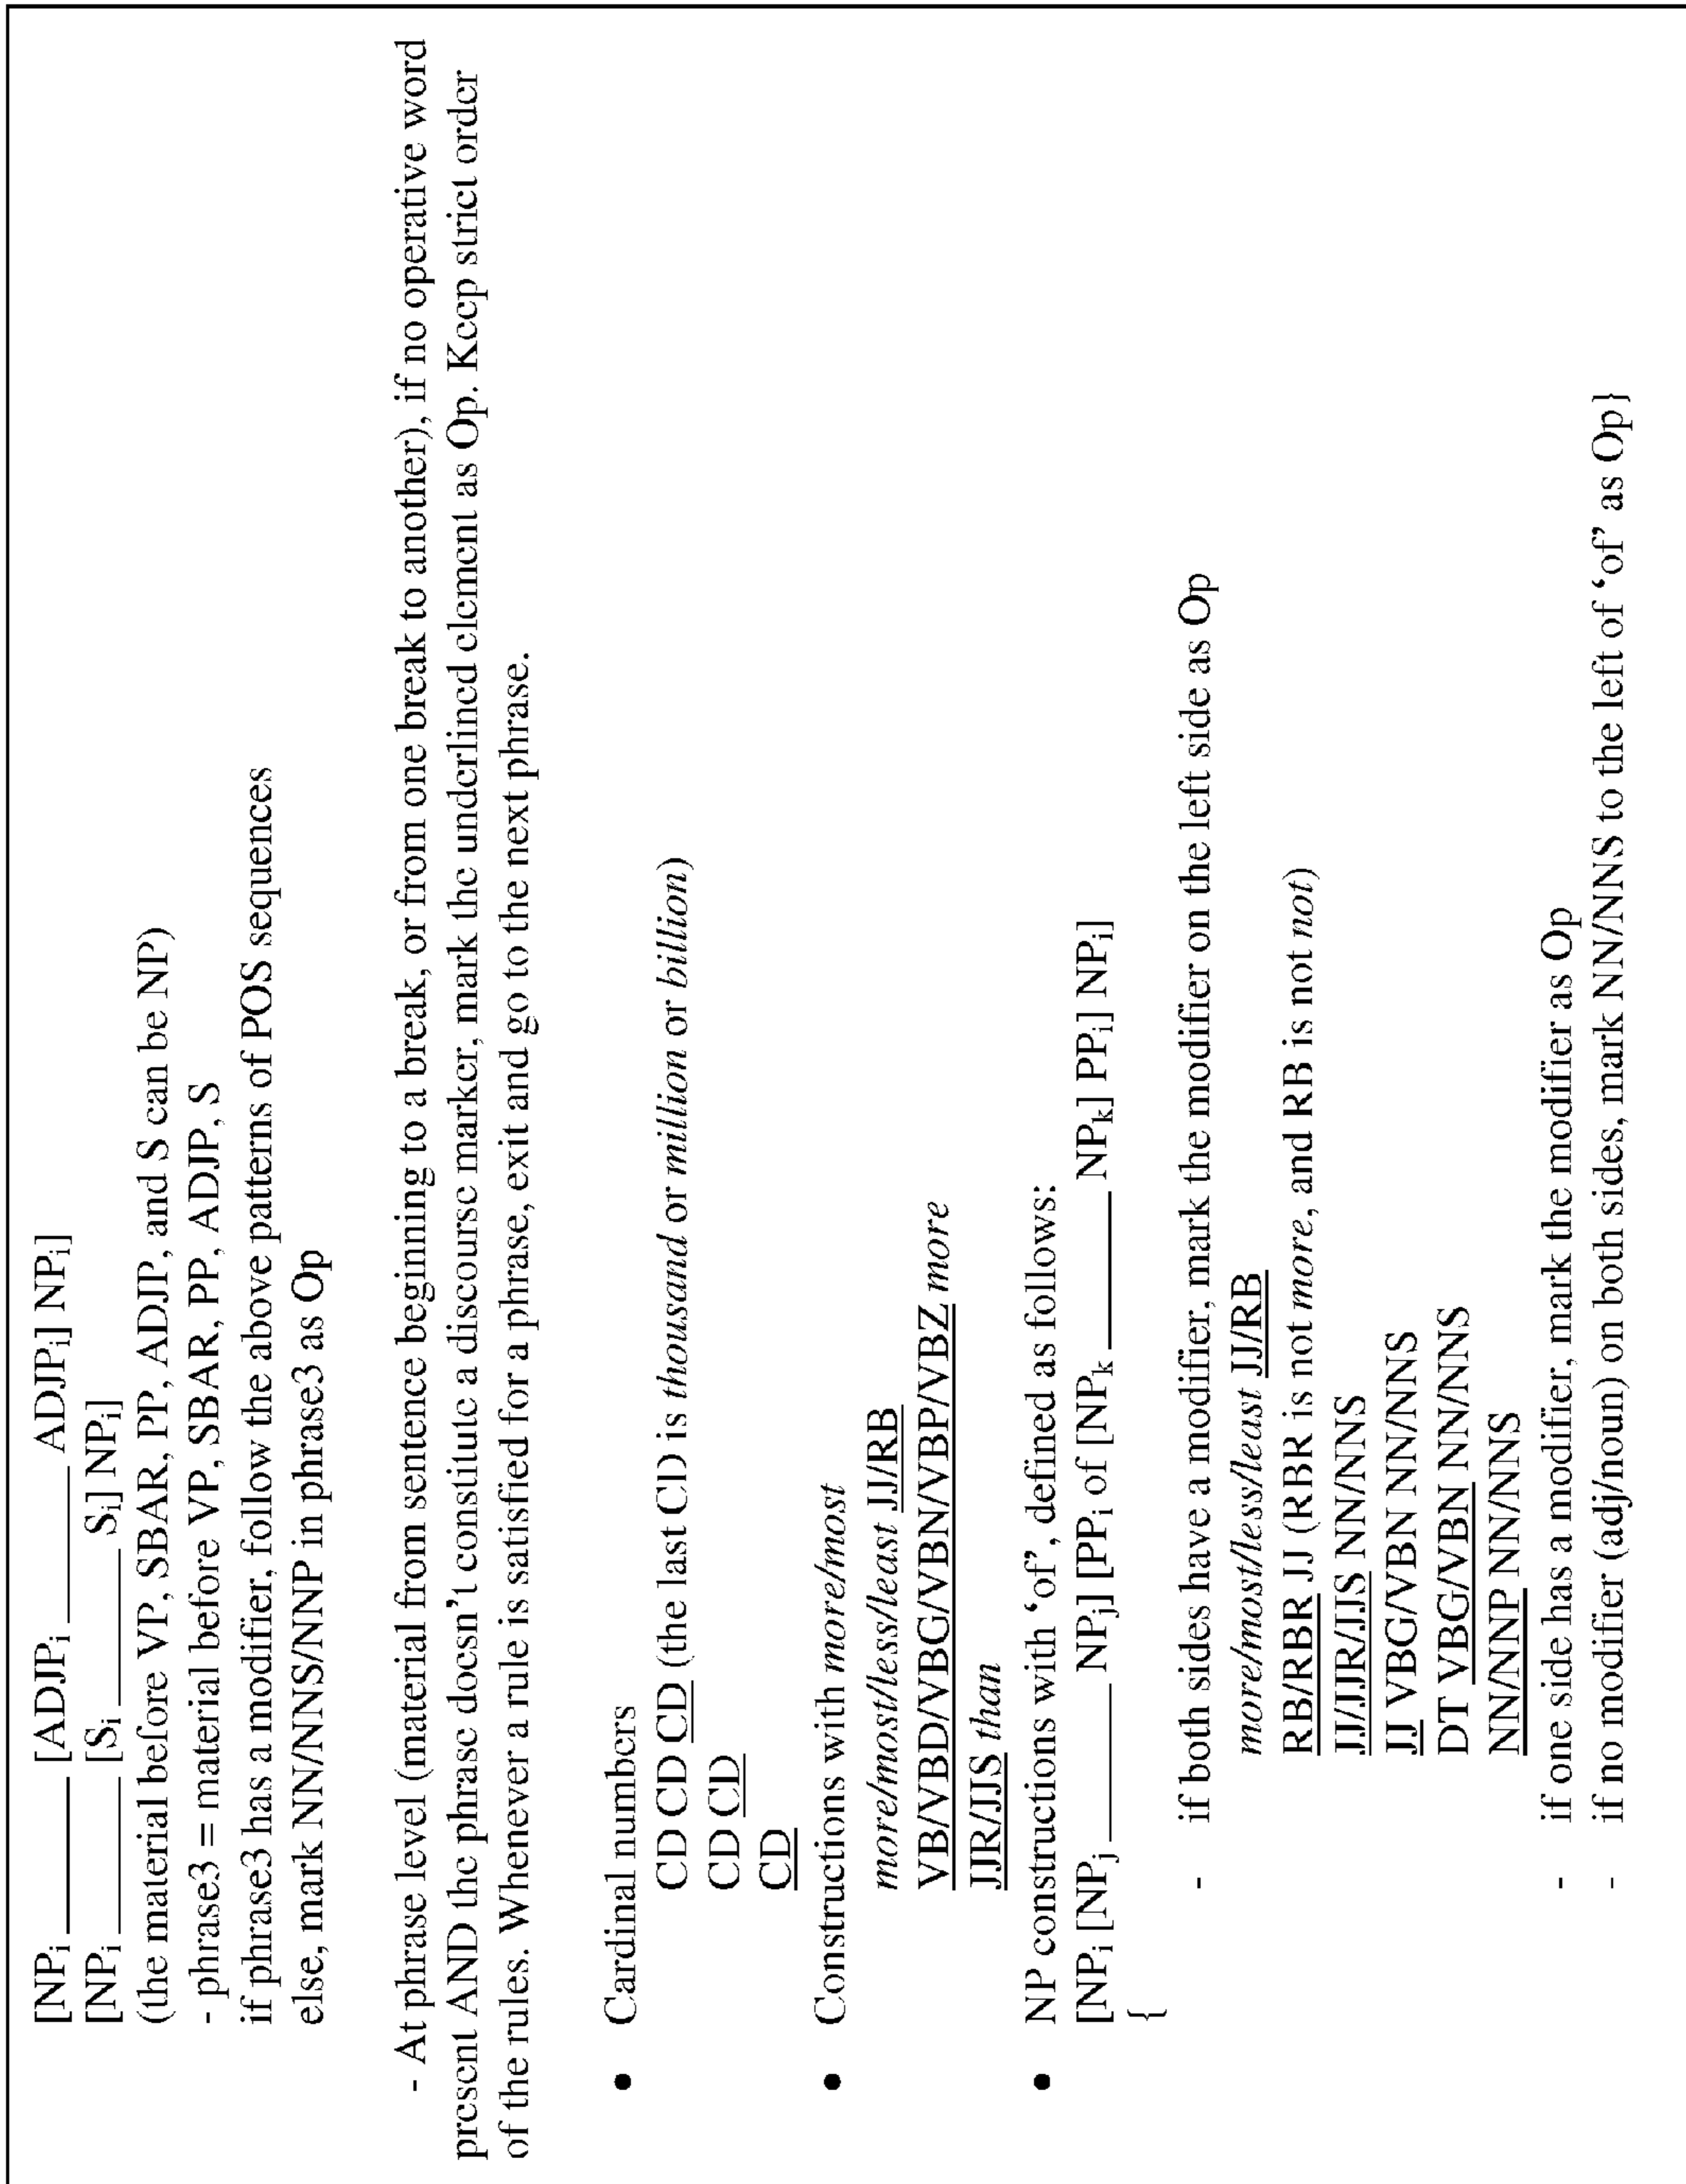 [NPi ______ [ADJPi ______ ADJPi] NPi]
[NPi ______ [Si ______ Si] NPi]
(the material before VP, SBAR, PP, ADJP, and S can be NP)
- phrase3 = material before VP, SBAR, PP, ADJP, S
if phrase3 has a modifier, follow the above patterns of POS sequences
else, mark NN/NNS/NNP in phrase3 as Op
- At phrase level (material from sentence beginning to a break, or from one break to another), if no operative word
present AND the phrase doesn't constitute a discourse marker, mark the underlined element as Op. Keep strict order
of the rules. Whenever a rule is satisfied for a phrase, exit and go to the next phrase.
• Cardinal numbers
CD CD CD (the last CD is thousand or million or billion)
CD CD
CD
• Constructions with more/most
more/most/less/least JJ/RB
VB/VBD/VBG/VBN/VBP/VBZ more
JJR/JJS than
• NP constructions with ‘of’, defined as follows:
[NPi [NPj ______ NPj] [PPi of [NPk ______ NPk] PPi] NPi]
{
- if both sides have a modifier, mark the modifier on the left side as Op
more/most/less/least JJ/RB
RB/RBR JJ (RBR is not more, and RB is not not)
JJ/JJR/JJS NN/NNS
JJ VBG/VBN NN/NNS
DT VBG/VBN NN/NNS
NN/NNP NN/NNS
- if one side has a modifier, mark the modifier as Op
- if no modifier (adj/noun) on both sides, mark NN/NNS to the left of ‘of’ as Op}